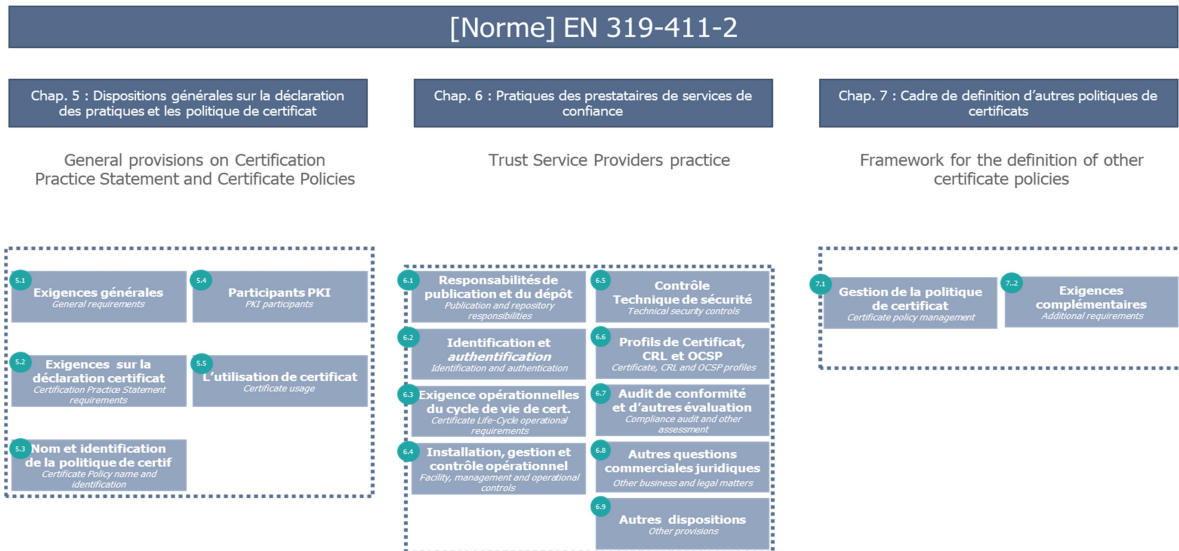 [Norme] EN 319-411-2
Chap. 5 : Dispositions générales sur la déclaration
des pratiques et les politique de certificat
General provisions on Certification
Practice Statement and Certificate Policies
5.1
Exigences générales
General requirements
5.4
Participants PKI
PKI participants
5.2
Exigences sur la
déclaration certificat
Certification Practice Statement
requirements
5.5
L'utilisation de certificat
Certificate usage
5.3
Nom et identification
de la politique de certif
Certificate Policy name and
identification
Chap. 6 : Pratiques des prestataires de services de
confiance
Trust Service Providers practice
6.1
Responsabilités de
publication et du dépôt
Publication and repository
responsibilities
6.5
Contrôle
Technique de sécurité
Technical security controls
6.2
Identification et
authentification
Identification and authentication
6.6
Profils de Certificat,
CRL et OCSP
Certificate, CRL and OCSP profiles
6.3
Exigence opérationnelles
du cycle de vie de cert.
Certificate Life-Cycle operational
requirements
6.7
Audit de conformité
et d'autres évaluation
Compliance audit and other
assessment
6.4
Installation, gestion et
contrôle opérationnel
Facility, management and operational
controls
6.8
Autres questions
commerciales juridiques
Other business and legal matters
6.9
Autres dispositions
Other provisions
Chap. 7 : Cadre de definition d'autres politiques de
certificats
Framework for the definition of other
certificate policies
7.1
Gestion de la politique
de certificat
Certificate policy management
7..2
Exigences
complémentaires
Additional requirements